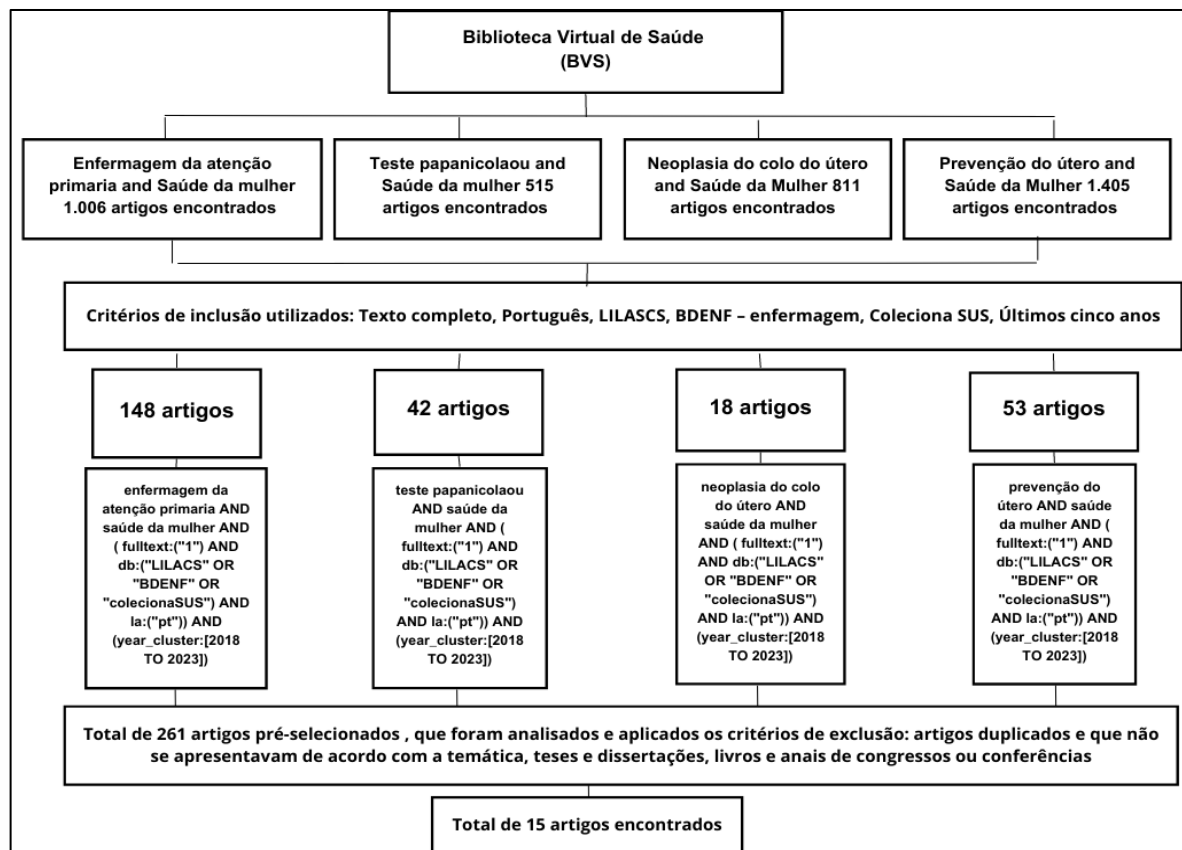 Biblioteca Virtual de Saúde
(BVS)
Enfermagem da atenção
primaria and Saúde da mulher
1.006 artigos encontrados
Teste papanicolaou and
Saúde da mulher 515
artigos encontrados
Neoplasia do colo do útero
and Saúde da Mulher 811
artigos encontrados
Prevenção do útero and
Saúde da Mulher 1.405
artigos encontrados
Critérios de inclusão utilizados: Texto completo, Português, LILASCS, BDENF – enfermagem, Coleciona SUS, Últimos cinco anos
148 artigos
42 artigos
18 artigos
53 artigos
enfermagem da
atenção primaria AND
saúde da mulher AND
( fulltext:("1") AND
db:("LILACS" OR
"BDENF" OR
"colecionaSUS") AND
la:("pt")) AND
(year_cluster:[2018
TO 2023])
teste papanicolaou
AND saúde da
mulher AND (
fulltext:("1") AND
db:("LILACS" OR
"BDENF" OR
"colecionaSUS")
AND la:("pt")) AND
(year_cluster:[2018
TO 2023])
neoplasia do colo
do útero AND
saúde da mulher
AND ( fulltext:("1")
AND db:("LILACS"
OR "BDENF" OR
"colecionaSUS")
AND la:("pt")) AND
(year_cluster:[2018
TO 2023])
prevenção do
útero AND saúde
da mulher AND (
fulltext:("1") AND
db:("LILACS" OR
"BDENF" OR
"colecionaSUS")
AND la:("pt")) AND
(year_cluster:[2018
TO 2023])
Total de 261 artigos pré-selecionados , que foram analisados e aplicados os critérios de exclusão: artigos duplicados e que não
se apresentavam de acordo com a temática, teses e dissertações, livros e anais de congressos ou conferências
Total de 15 artigos encontrados